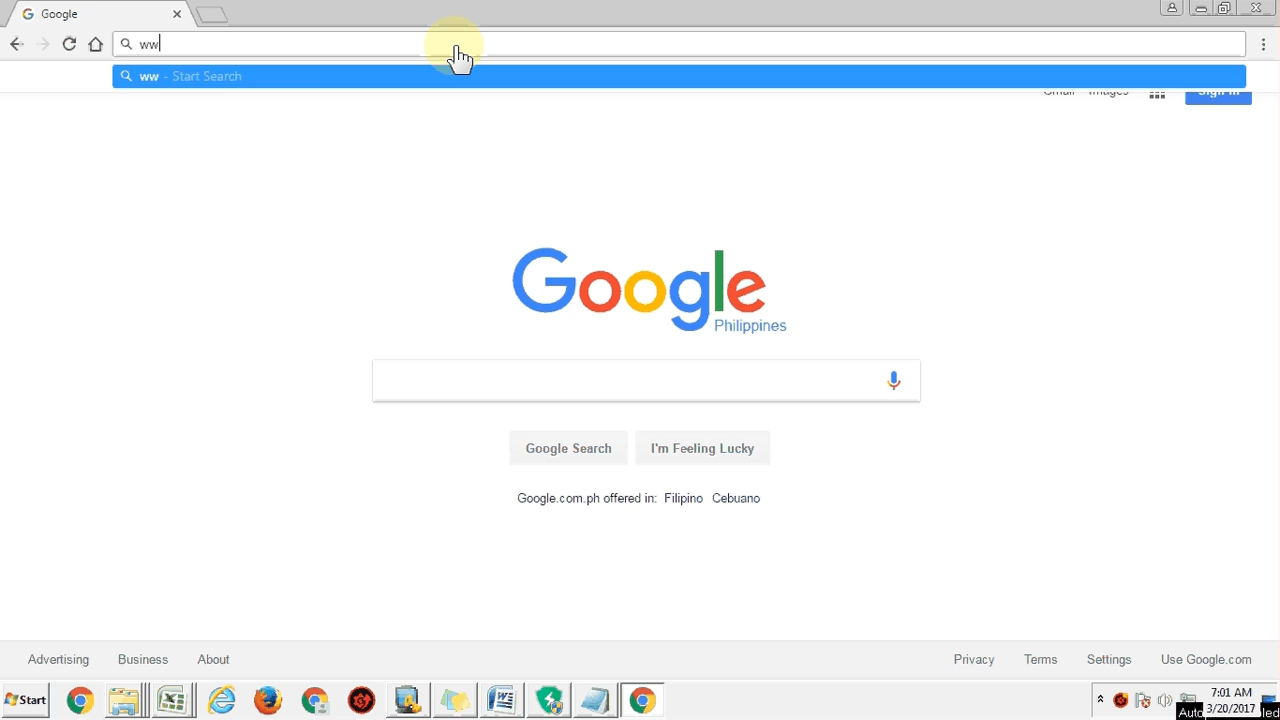 Google
ww
ww - Start Search
Gmail Images Sign in
Google
Philippines
Google Search I'm Feeling Lucky
Google.com.ph offered in: Filipino Cebuano
Advertising Business About Privacy Terms Settings Use Google.com
Start
7:01 AM
3/20/2017
Auto led